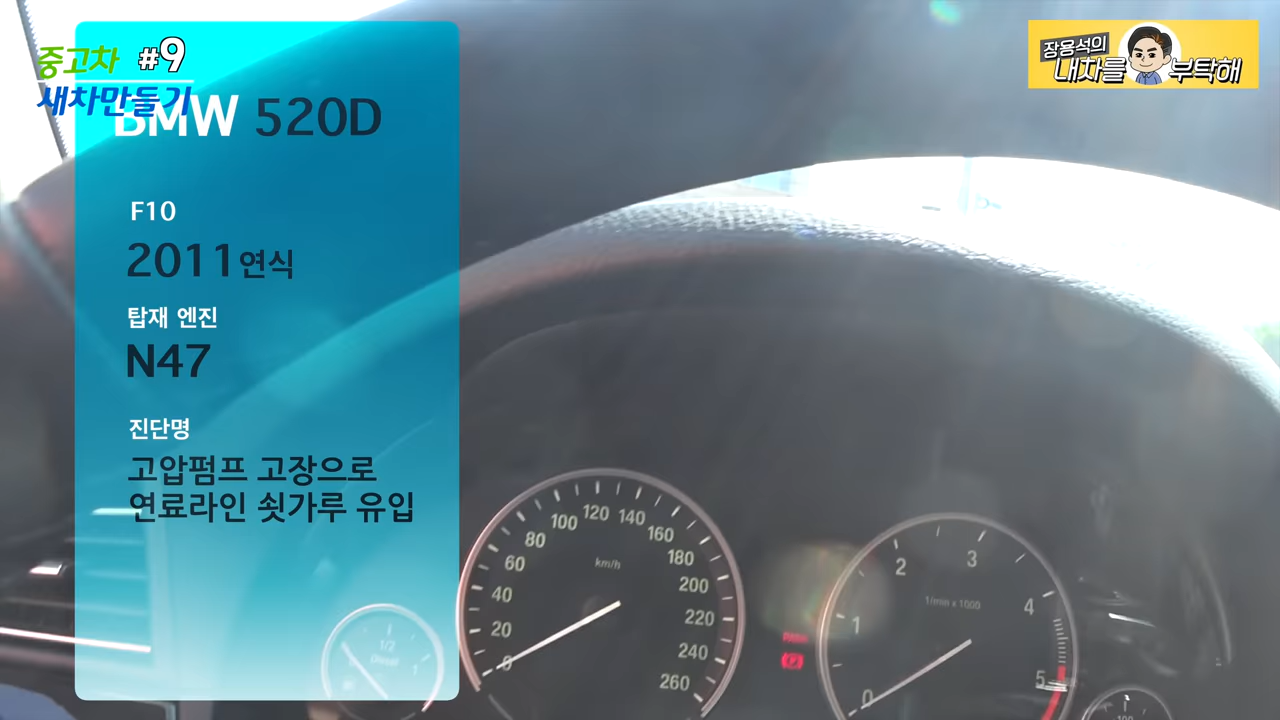 중고차 #9
새차만들기
BMW 520D
F10
2011연식
탑재 엔진
N47
진단명
고압펌프 고장으로
연료라인 쇳가루 유입
장용석의
내차를 부탁해
1/2
Diesel
1
0
20
40
60
80
100
120
140
160
180
200
220
240
260
km/h
0
1
2
3
4
5
1/min x 1000
100